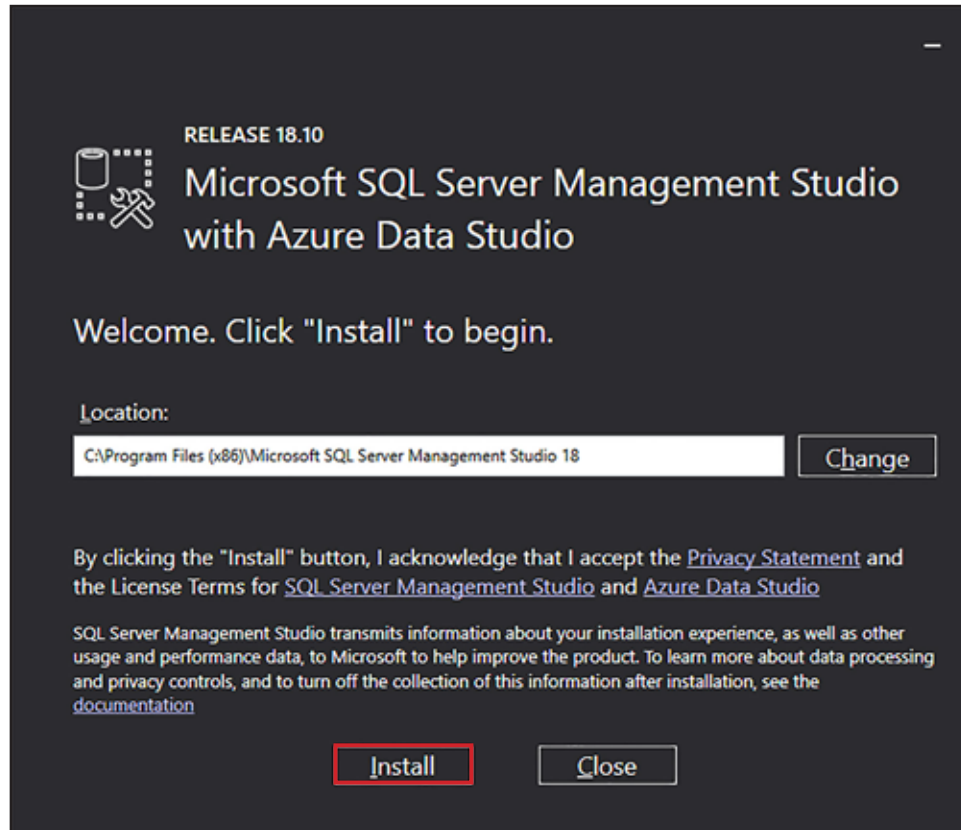 RELEASE 18.10
Microsoft SQL Server Management Studio
with Azure Data Studio
Welcome. Click "Install" to begin.
Location:
C:\Program Files (x86)\Microsoft SQL Server Management Studio 18
Change
By clicking the "Install" button, I acknowledge that I accept the Privacy Statement and
the License Terms for SQL Server Management Studio and Azure Data Studio
SQL Server Management Studio transmits information about your installation experience, as well as other
usage and performance data, to Microsoft to help improve the product. To learn more about data processing
and privacy controls, and to turn off the collection of this information after installation, see the
documentation
Install
Close